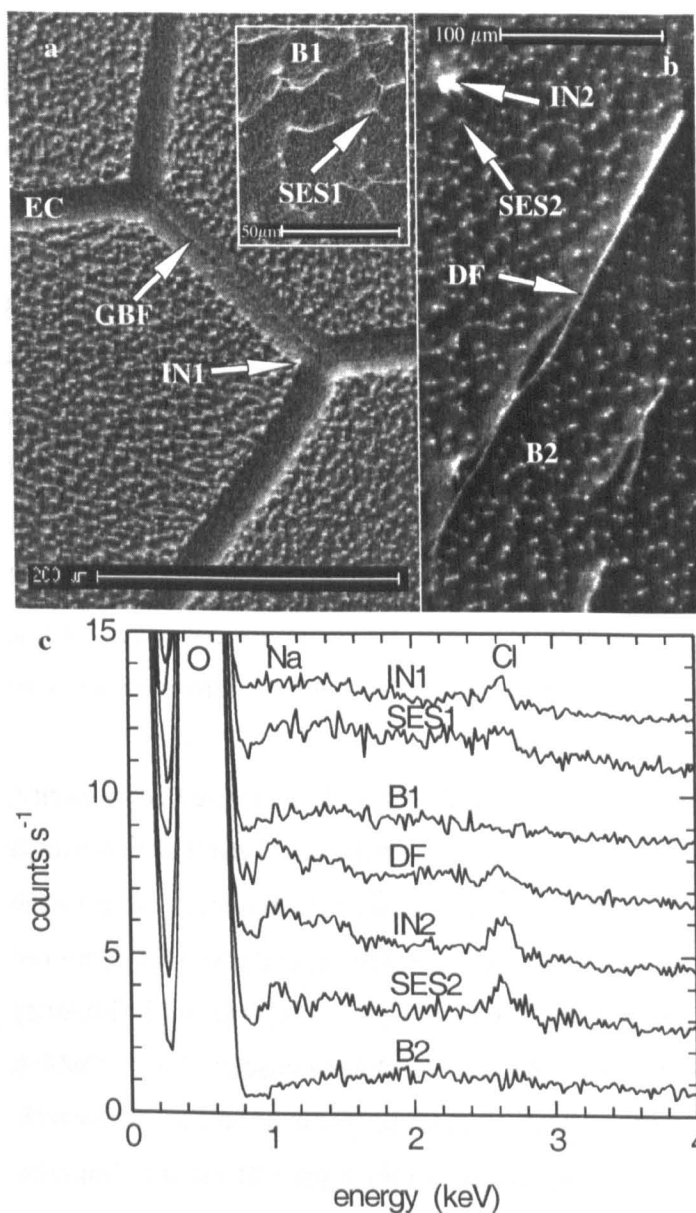 a
B1
SES1
50µm
EC
GBF
IN1
200 µm
100 µm
b
IN2
SES2
DF
B2
c
15
10
5
0
counts s⁻¹
O
Na
Cl
IN1
SES1
B1
DF
IN2
SES2
B2
0
1
2
3
4
energy (keV)